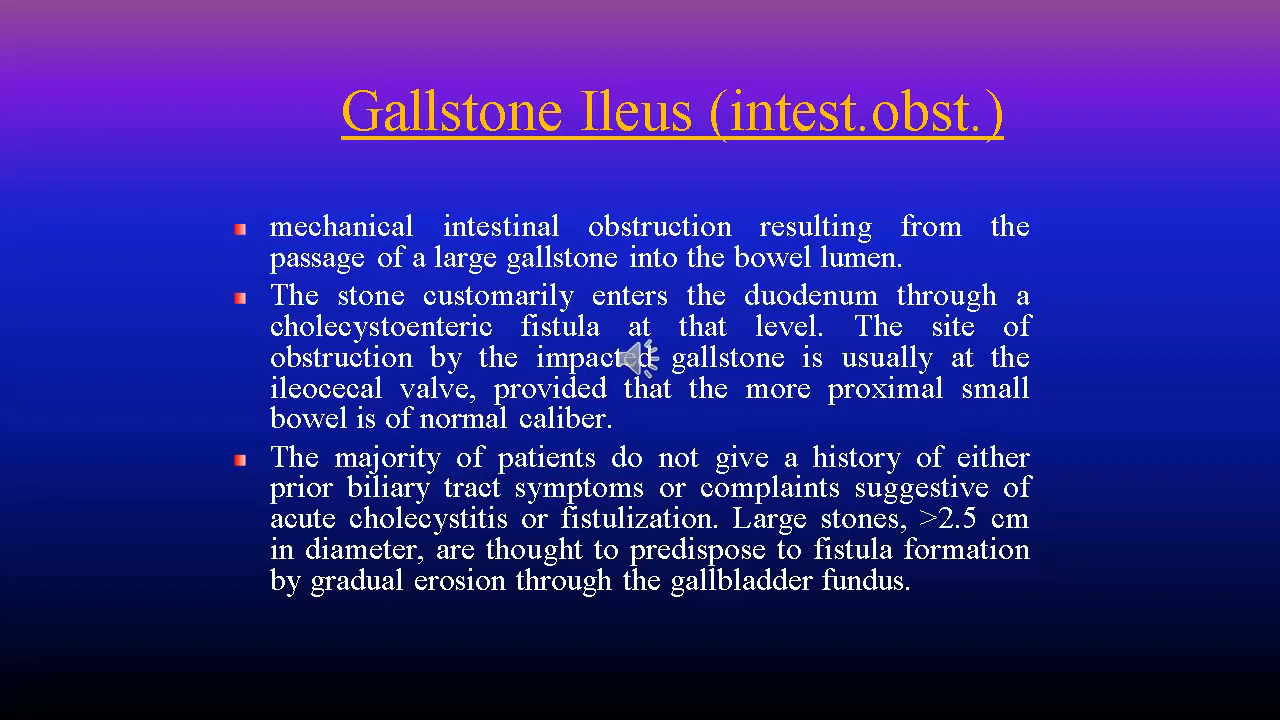 Gallstone Ileus (intest.obst.)
mechanical intestinal obstruction resulting from the
passage of a large gallstone into the bowel lumen.
The stone customarily enters the duodenum through a
cholecystoenteric fistula at that level. The site of
obstruction by the impacted gallstone is usually at the
ileocecal valve, provided that the more proximal small
bowel is of normal caliber.
The majority of patients do not give a history of either
prior biliary tract symptoms or complaints suggestive of
acute cholecystitis or fistulization. Large stones, >2.5 cm
in diameter, are thought to predispose to fistula formation
by gradual erosion through the gallbladder fundus.